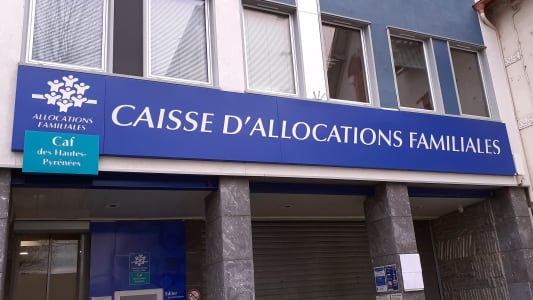 ALLOCATIONS
FAMILIALES
Caf
des Hautes-
Pyrénées
CAISSE D'ALLOCATIONS FAMILIALES